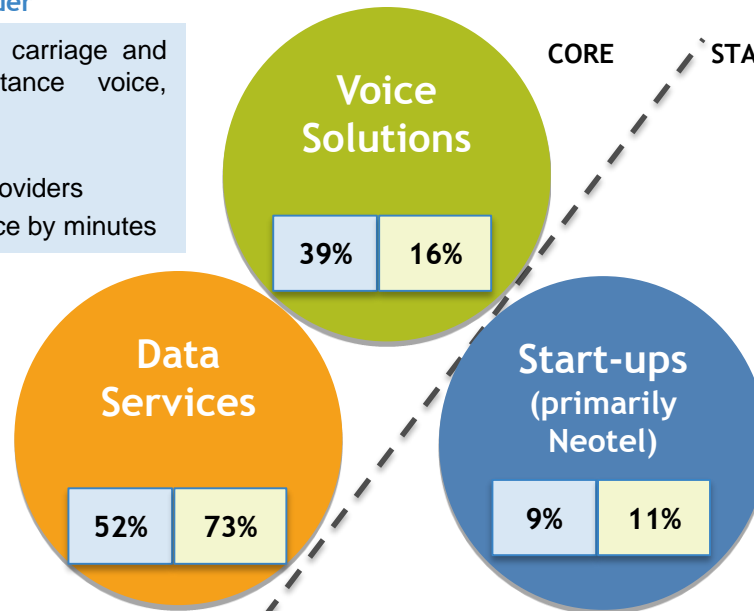 carriage and
tance voice,
oviders
ce by minutes
CORE
STA
Voice
Solutions
39% 16%
Data
Services
52% 73%
Start-ups
(primarily
Neotel)
9% 11%